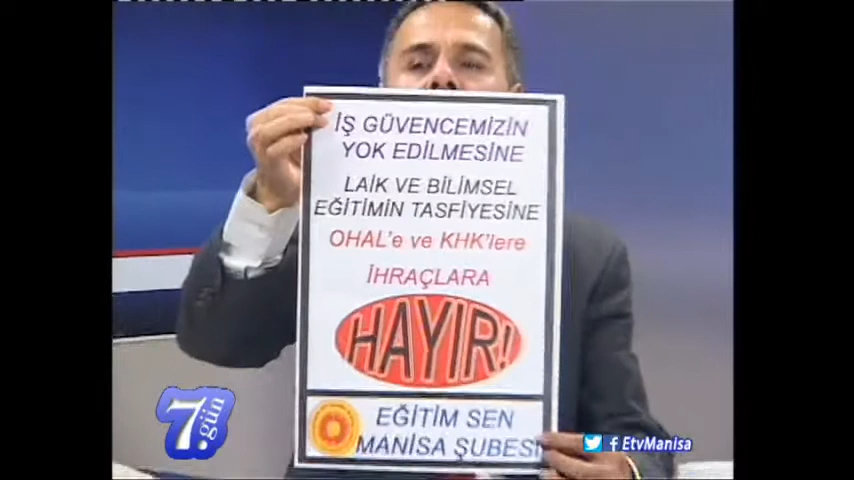 İŞ GÜVENCEMİZİN
YOK EDİLMESİNE
LAİK VE BİLİMSEL
EĞİTİMİN TASFİYESİNE
OHAL'e ve KHK'lere
İHRAÇLARA
HAYIR!
EĞİTİM SEN
MANİSA ŞUBESİ
7.gün
EtvManisa